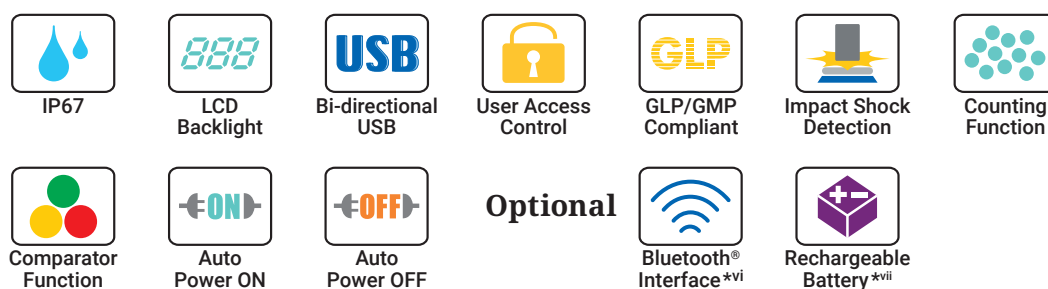 888
USB
GLP
IP67
LCD
Backlight
Bi-directional
USB
User Access
Control
GLP/GMP
Compliant
Impact Shock
Detection
Counting
Function
ON
OFF
Optional
Comparator
Function
Auto
Power ON
Auto
Power OFF
Bluetooth®
Interface*vi
Rechargeable
Battery*vii